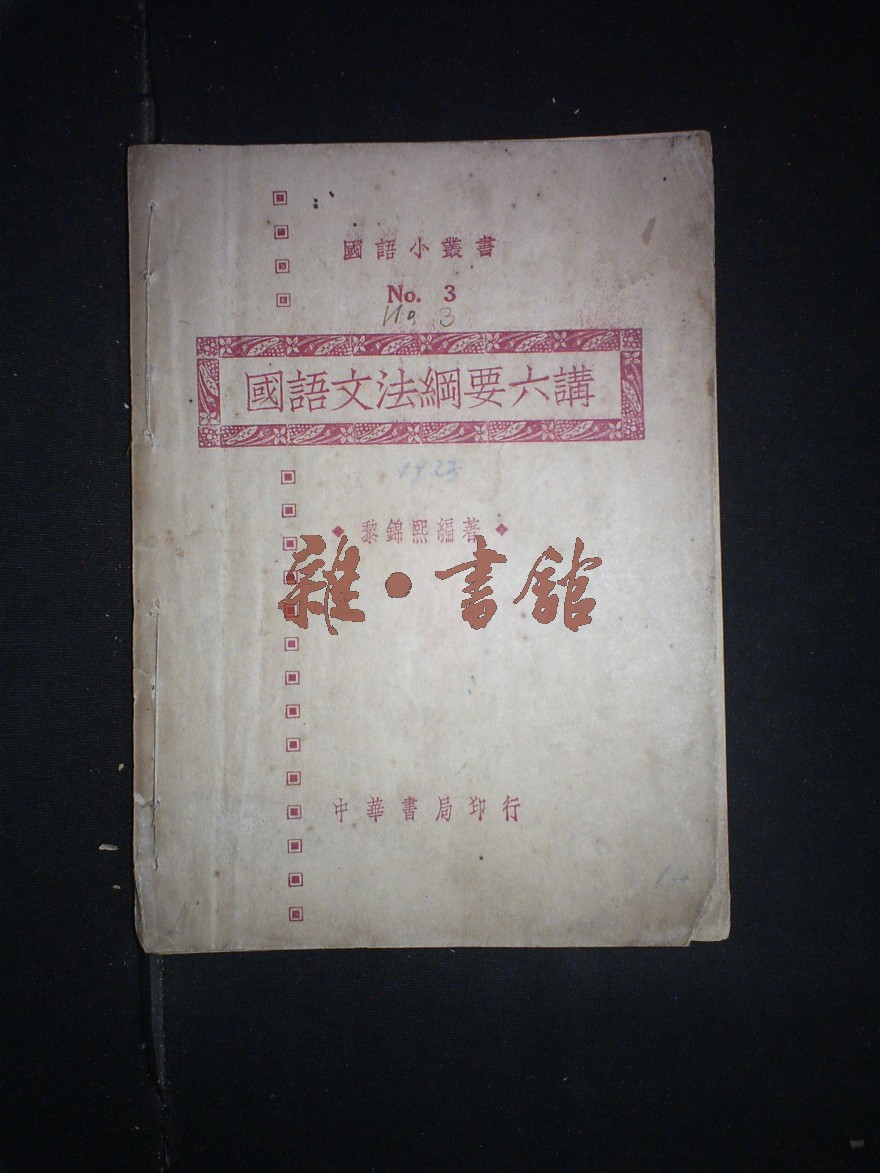 國語小叢書
No. 3
No 3
國語文法綱要六講
1923
黎錦熙編著
雜·書舘
中華書局印行